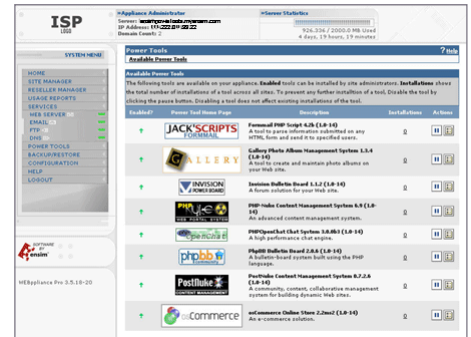 ISP
LOGO
Appliance Administrator
Server:
IP Address:
Domain Count: 2
Server Statistics
926.336 / 2000.0 Mb Used
4 days, 19 hours, 19 minutes
SYSTEM MENU
HOME
SITE MANAGER
RESELLER MANAGER
USAGE REPORTS
SERVICES
WEB SERVER
EMAIL
FTP
DNS
POWER TOOLS
BACKUP/RESTORE
CONFIGURATION
HELP
LOGOUT
SOFTWARE
BY
Ensim
WEBppliance Pro 3.5.18-20
Power Tools
? Help
Available Power Tools
Available Power Tools
The following tools are available on your appliance. Enabled tools can be installed by site administrators. Installations shows
the total number of installations of a tool across all sites. To prevent any further installation of a tool, Disable the tool by
clicking the pause button. Disabling a tool does not affect existing installations of the tool.
Enabled? Power Tool Home Page Description Installations Actions
JACK'SCRIPTS
FORMMAIL
Formmail PHP Script 4.2b (1.0-14)
A tool to parse information submitted on any
HTML form and send it to specified users.
0
GALLERY
Gallery Photo Album Management System 1.3.4
(1.0-14)
A tool to create and maintain photo albums on
your Web site.
0
INVISION
POWER BOARD
Invision Bulletin Board 1.1.2 (1.0-14)
A forum solution for your Web site.
0
WEB PORTAL SYSTEM
PHP-Nuke Content Management System 6.9 (1.0-
14)
An advanced content management system.
0
OpenChat
PHPOpenChat Chat System 3.0.0b3 (1.0-14)
A high performance chat engine.
0
phpbb
PhpBB Bulletin Board 2.0.6 (1.0-14)
A bulletin-board system built using the PHP
language.
0
PostNuke
CONTENT MANAGEMENT
PostNuke Content Management System 0.7.2.6
(1.0-14)
A community, content, collaborative management
system for building dynamic Web sites.
0
osCommerce
osCommerce Online Store 2.2ms2 (1.0-14)
An e-commerce solution.
0